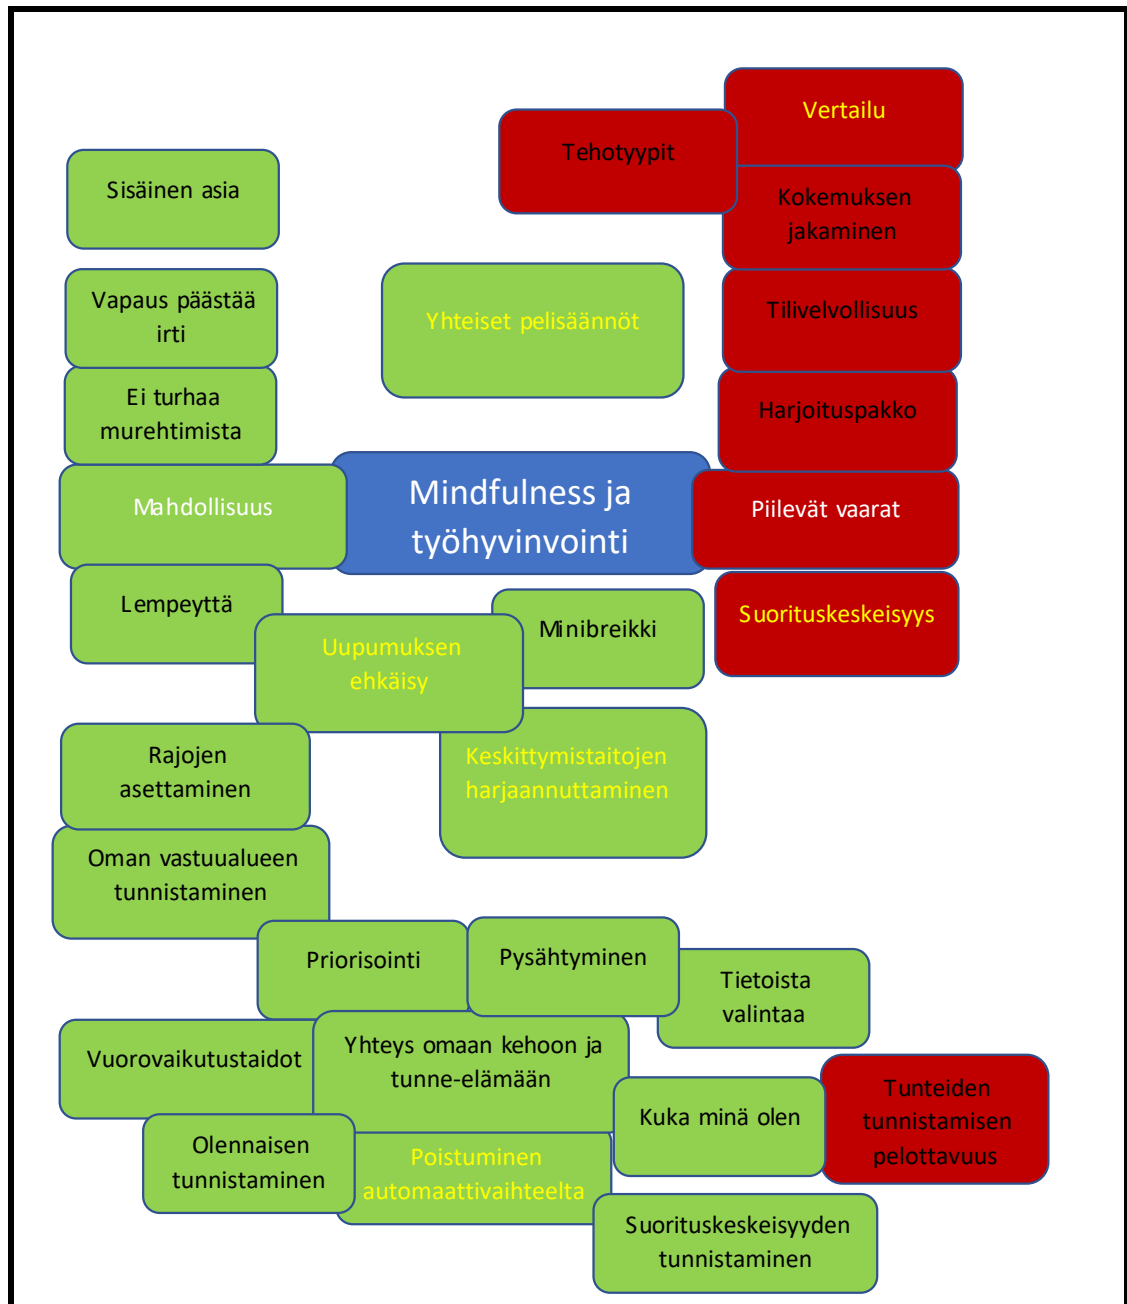 Vertailu
Tehotyypit
Sisäinen asia
Kokemuksen
jakaminen
Vapaus päästää
irti
Yhteiset pelisäännöt
Tilivelvollisuus
Ei turhaa
murehtimista
Harjoituspakko
Mahdollisuus
Mindfulness ja
työhyvinvointi
Piilevät vaarat
Lempeyttä
Uupumuksen
ehkäisy
Minibreikki
Suorituskeskeisyys
Rajojen
asettaminen
Keskittymistaitojen
harjaannuttaminen
Oman vastuualueen
tunnistaminen
Priorisointi
Pysähtyminen
Tietoista
valintaa
Vuorovaikutustaidot
Yhteys omaan kehoon ja
tunne-elämään
Kuka minä olen
Tunteiden
tunnistamisen
pelottavuus
Olennaisen
tunnistaminen
Poistuminen
automaattivaihteelta
Suorituskeskeisyyden
tunnistaminen